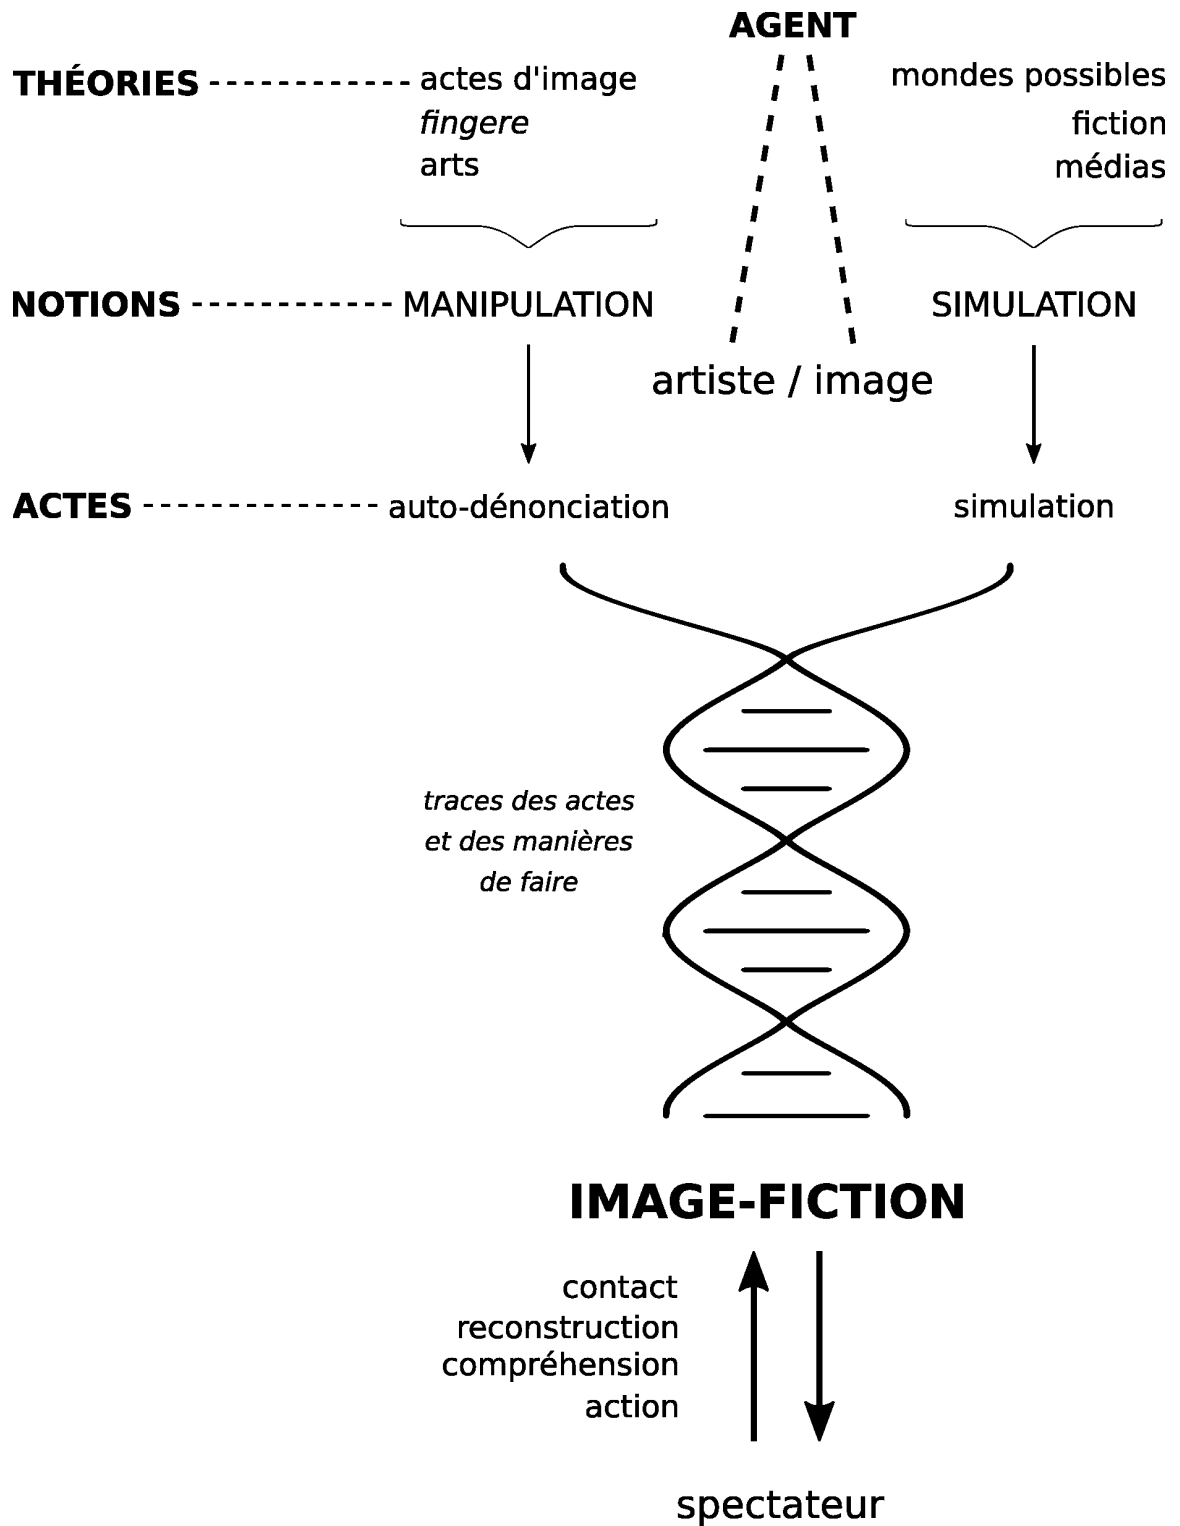 AGENT
THÉORIES
actes d'image
fingere
arts
mondes possibles
fiction
médias
NOTIONS
MANIPULATION
SIMULATION
artiste / image
ACTES
auto-dénonciation
simulation
traces des actes
et des manières
de faire
IMAGE-FICTION
contact
reconstruction
compréhension
action
spectateur